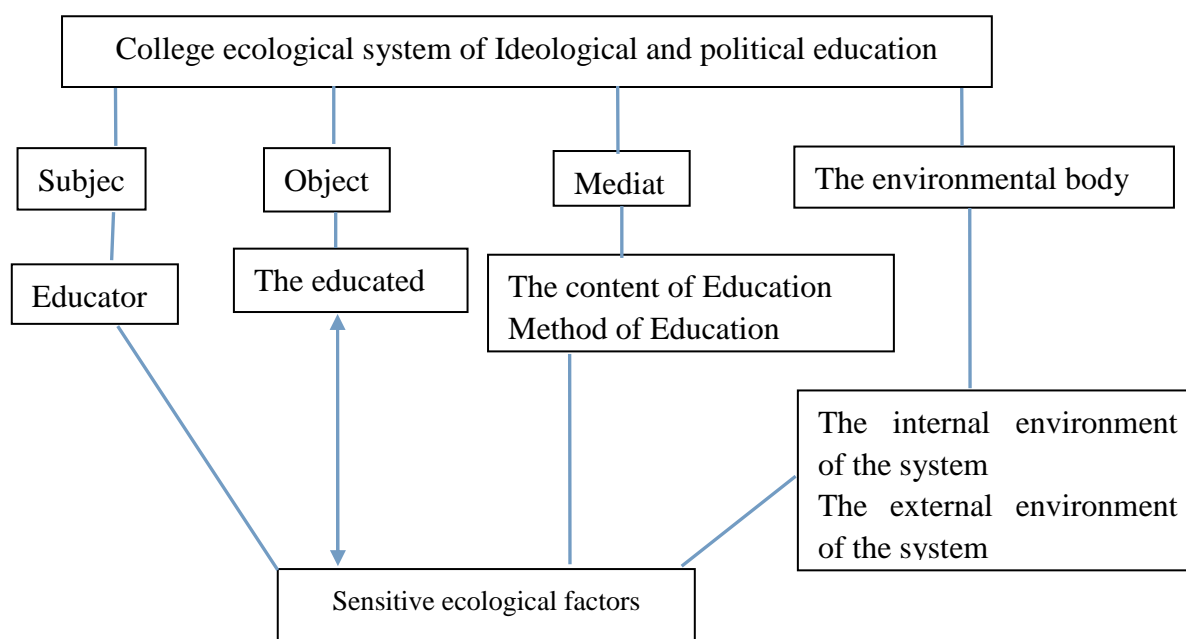 College ecological system of Ideological and political education
Subjec
Object
Mediat
The environmental body
Educator
The educated
The content of Education
Method of Education
The internal environment
of the system
The external environment
of the system
Sensitive ecological factors